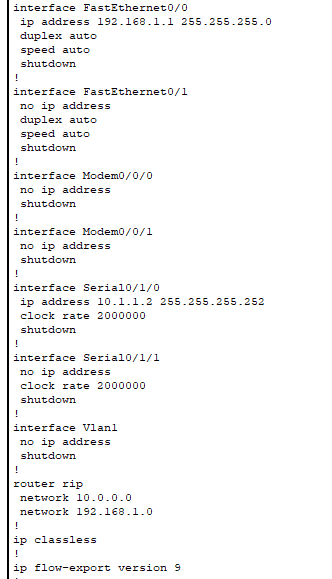 interface FastEthernet0/0
 ip address 192.168.1.1 255.255.255.0
 duplex auto
 speed auto
 shutdown
!
interface FastEthernet0/1
 no ip address
 duplex auto
 speed auto
 shutdown
!
interface Modem0/0/0
 no ip address
 shutdown
!
interface Modem0/0/1
 no ip address
 shutdown
!
interface Serial0/1/0
 ip address 10.1.1.2 255.255.255.252
 clock rate 2000000
 shutdown
!
interface Serial0/1/1
 no ip address
 clock rate 2000000
 shutdown
!
interface Vlan1
 no ip address
 shutdown
!
router rip
 network 10.0.0.0
 network 192.168.1.0
!
ip classless
!
ip flow-export version 9